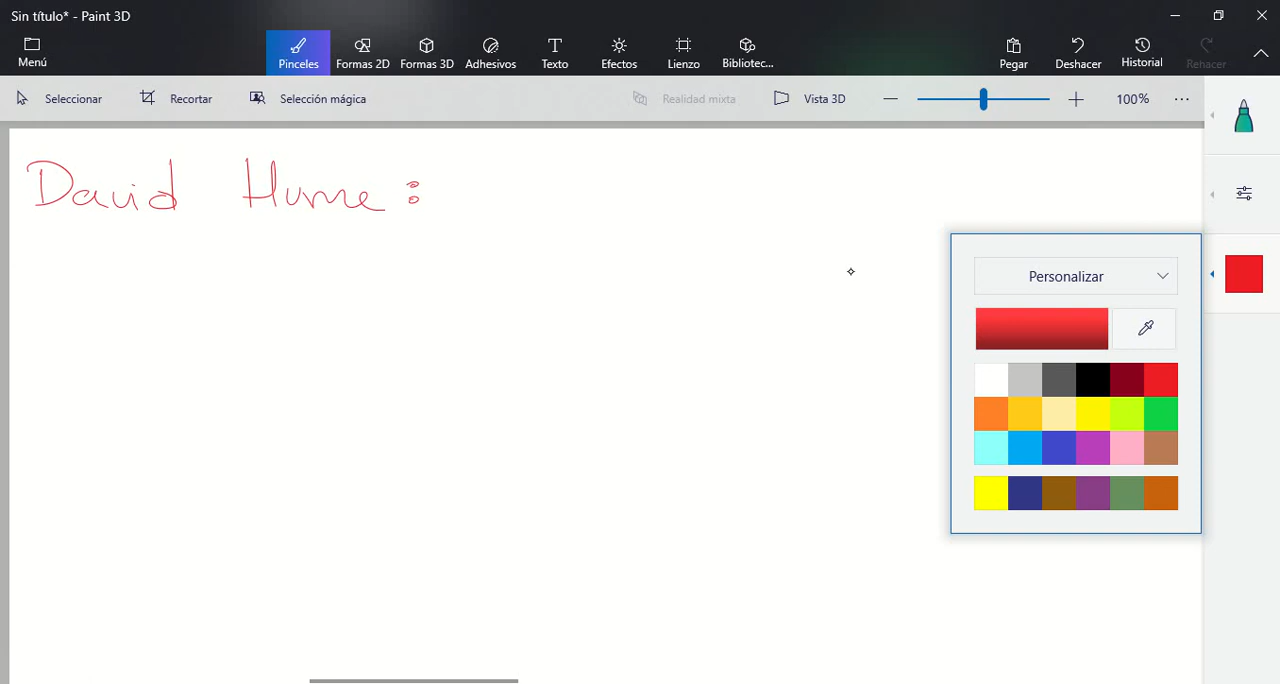 Sin título* - Paint 3D
Menú
Pinceles Formas 2D Formas 3D Adhesivos Texto Efectos Lienzo Bibliotec... Pegar Deshacer Historial Rehacer
Seleccionar Recortar Selección mágica Realidad mixta Vista 3D 100%
David Hume:
Personalizar